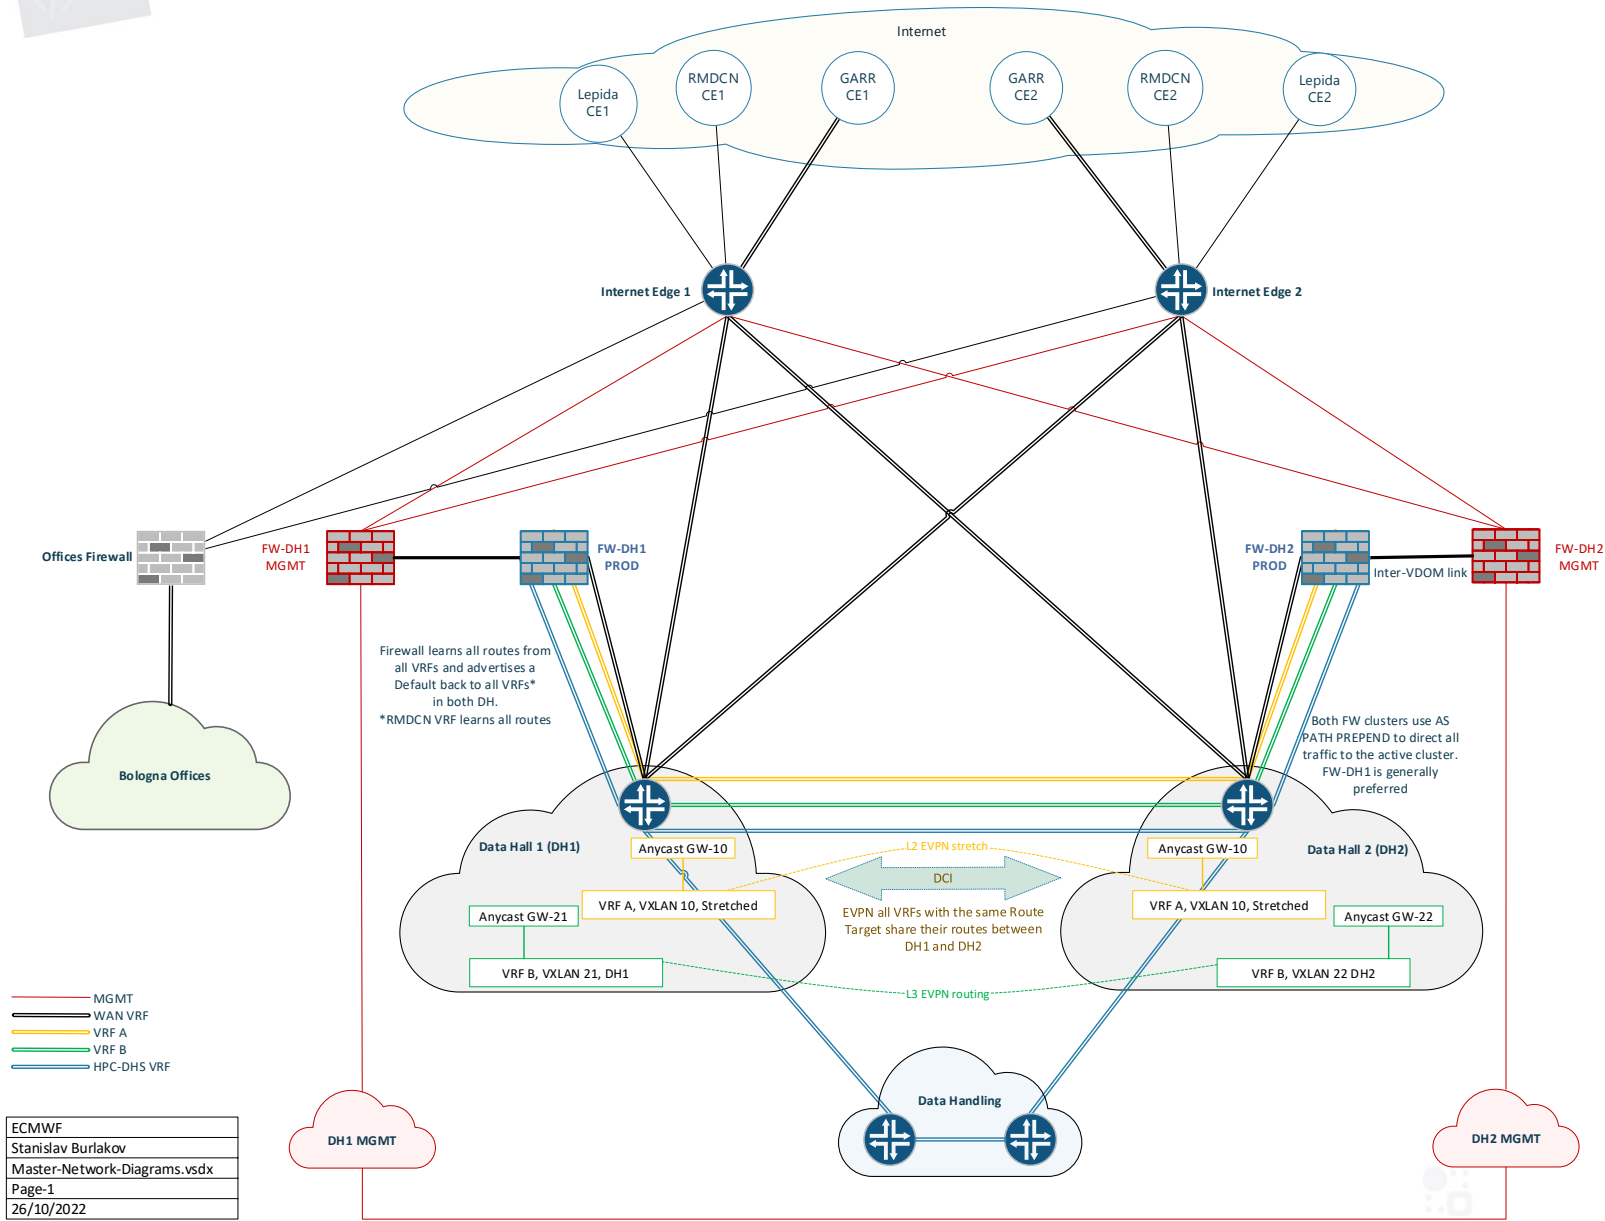 Internet
Lepida
CE1
RMDCN
CE1
GARR
CE1
GARR
CE2
RMDCN
CE2
Lepida
CE2
Internet Edge 1
Internet Edge 2
Offices Firewall
FW-DH1
MGMT
FW-DH1
PROD
FW-DH2
PROD
Inter-VDOM link
FW-DH2
MGMT
Firewall learns all routes from
all VRFs and advertises a
Default back to all VRFs*
in both DH.
*RMDCN VRF learns all routes
Both FW clusters use AS
PATH PREPEND to direct all
traffic to the active cluster.
FW-DH1 is generally
preferred
Bologna Offices
Data Hall 1 (DH1)
Anycast GW-10
VRF A, VXLAN 10, Stretched
Anycast GW-21
VRF B, VXLAN 21, DH1
L2 EVPN stretch
DCI
EVPN all VRFs with the same Route
Target share their routes between
DH1 and DH2
L3 EVPN routing
Anycast GW-10
Data Hall 2 (DH2)
VRF A, VXLAN 10, Stretched
Anycast GW-22
VRF B, VXLAN 22 DH2
MGMT
WAN VRF
VRF A
VRF B
HPC-DHS VRF
Data Handling
DH1 MGMT
DH2 MGMT
ECMWF
Stanislav Burlakov
Master-Network-Diagrams.vsdx
Page-1
26/10/2022